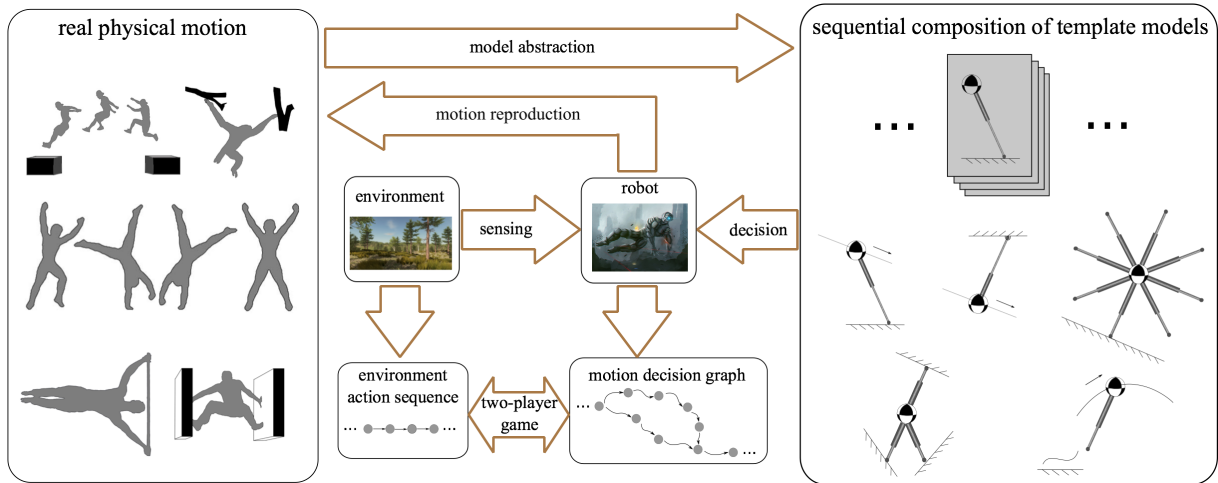 real physical motion
model abstraction
motion reproduction
environment
sensing
robot
decision
environment
action sequence
...
...
two-player
game
motion decision graph
...
...
sequential composition of template models
...
...